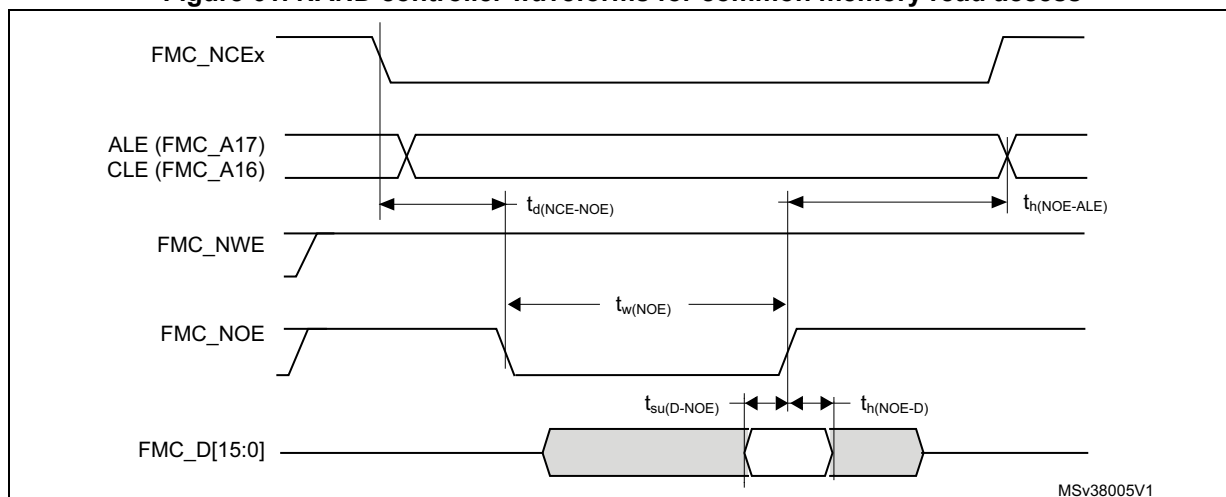 FMC_NCEx
ALE (FMC_A17)
CLE (FMC_A16)
td(NCE-NOE)
th(NOE-ALE)
FMC_NWE
tw(NOE)
FMC_NOE
tsu(D-NOE)
th(NOE-D)
FMC_D[15:0]
MSv38005V1